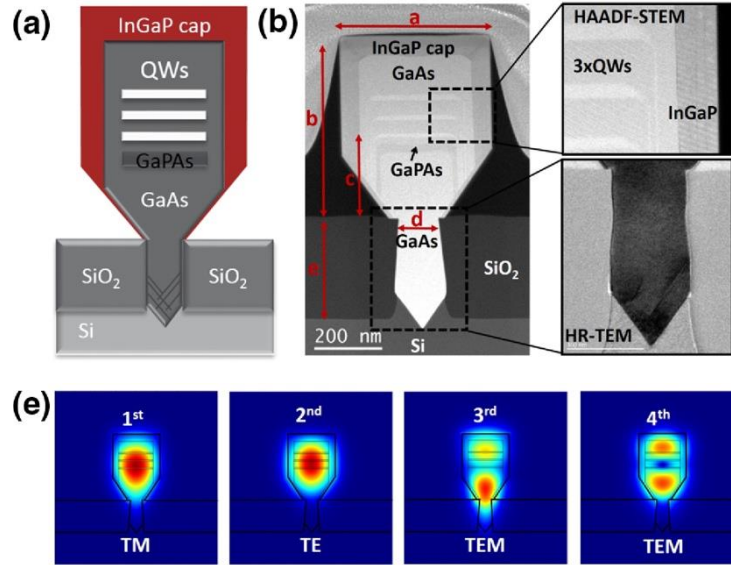 (a)
InGaP cap
QWs
GaPAs
GaAs
SiO2
SiO2
Si
(b)
a
InGaP cap
GaAs
b
c
GaPAs
d
GaAs
e
SiO2
200 nm
Si
HAADF-STEM
3xQWs
InGaP
HR-TEM
(e)
1st
2nd
3rd
4th
TM
TE
TEM
TEM